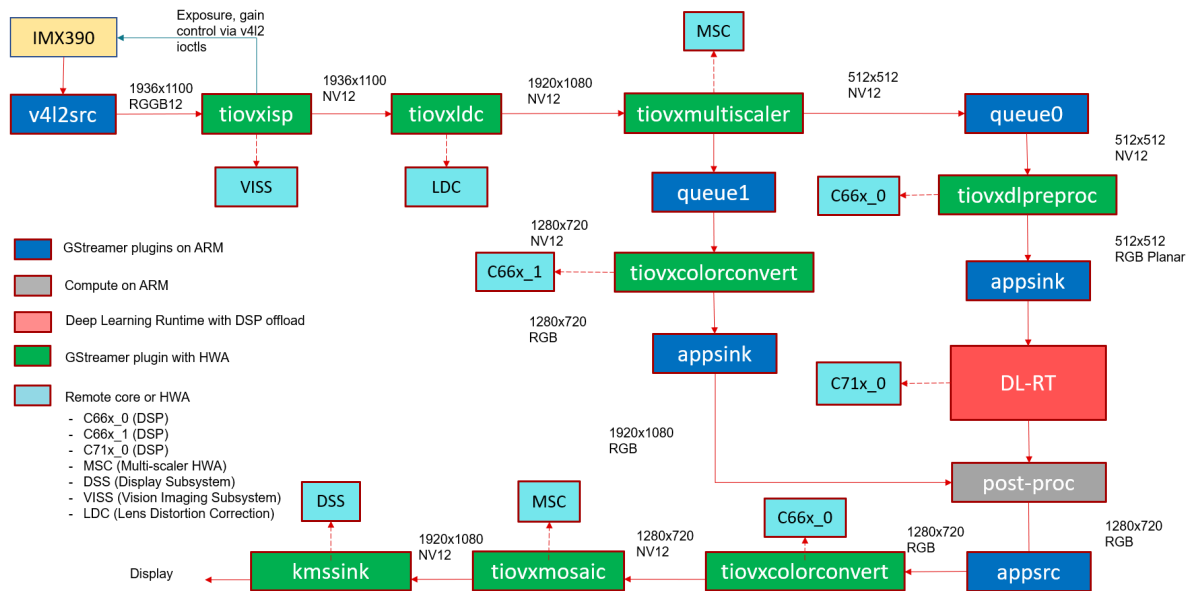 Exposure, gain
control via v4l2
ioctls
IMX390
MSC
1936x1100
RGGB12
1936x1100
NV12
1920x1080
NV12
512x512
NV12
v4l2src
tiovxisp
tiovxldc
tiovxmultiscaler
queue0
512x512
NV12
VISS
LDC
queue1
C66x_0
tiovxdlpreproc
1280x720
NV12
512x512
RGB Planar
GStreamer plugins on ARM
C66x_1
tiovxcolorconvert
appsink
Compute on ARM
Deep Learning Runtime with DSP offload
1280x720
RGB
appsink
GStreamer plugin with HWA
C71x_0
DL-RT
Remote core or HWA
- C66x_0 (DSP)
- C66x_1 (DSP)
- C71x_0 (DSP)
- MSC (Multi-scaler HWA)
- DSS (Display Subsystem)
- VISS (Vision Imaging Subsystem)
- LDC (Lens Distortion Correction)
1920x1080
RGB
post-proc
DSS
MSC
C66x_0
1920x1080
NV12
1280x720
NV12
1280x720
RGB
1280x720
RGB
Display
kmssink
tiovxmosaic
tiovxcolorconvert
appsrc